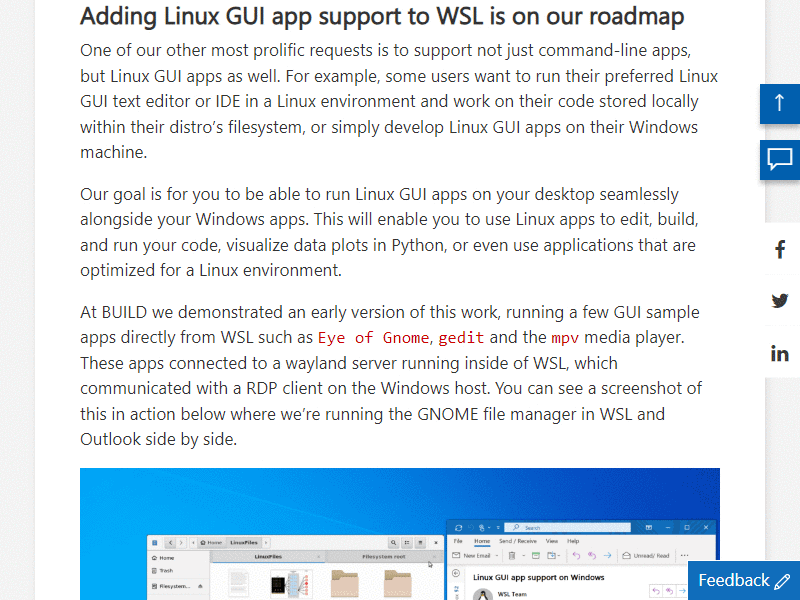 Adding Linux GUI app support to WSL is on our roadmap
One of our other most prolific requests is to support not just command-line apps,
but Linux GUI apps as well. For example, some users want to run their preferred Linux
GUI text editor or IDE in a Linux environment and work on their code stored locally
within their distro’s filesystem, or simply develop Linux GUI apps on their Windows
machine.
Our goal is for you to be able to run Linux GUI apps on your desktop seamlessly
alongside your Windows apps. This will enable you to use Linux apps to edit, build,
and run your code, visualize data plots in Python, or even use applications that are
optimized for a Linux environment.
At BUILD we demonstrated an early version of this work, running a few GUI sample
apps directly from WSL such as Eye of Gnome, gedit and the mpv media player.
These apps connected to a wayland server running inside of WSL, which
communicated with a RDP client on the Windows host. You can see a screenshot of
this in action below where we’re running the GNOME file manager in WSL and
Outlook side by side.
Home LinuxFiles
Home
LinuxFiles
Filesystem root
Trash
Filesystem...
Search
File Home Send / Receive View Help
New Email
Unread/ Read
Linux GUI app support on Windows
WSL Team
Feedback